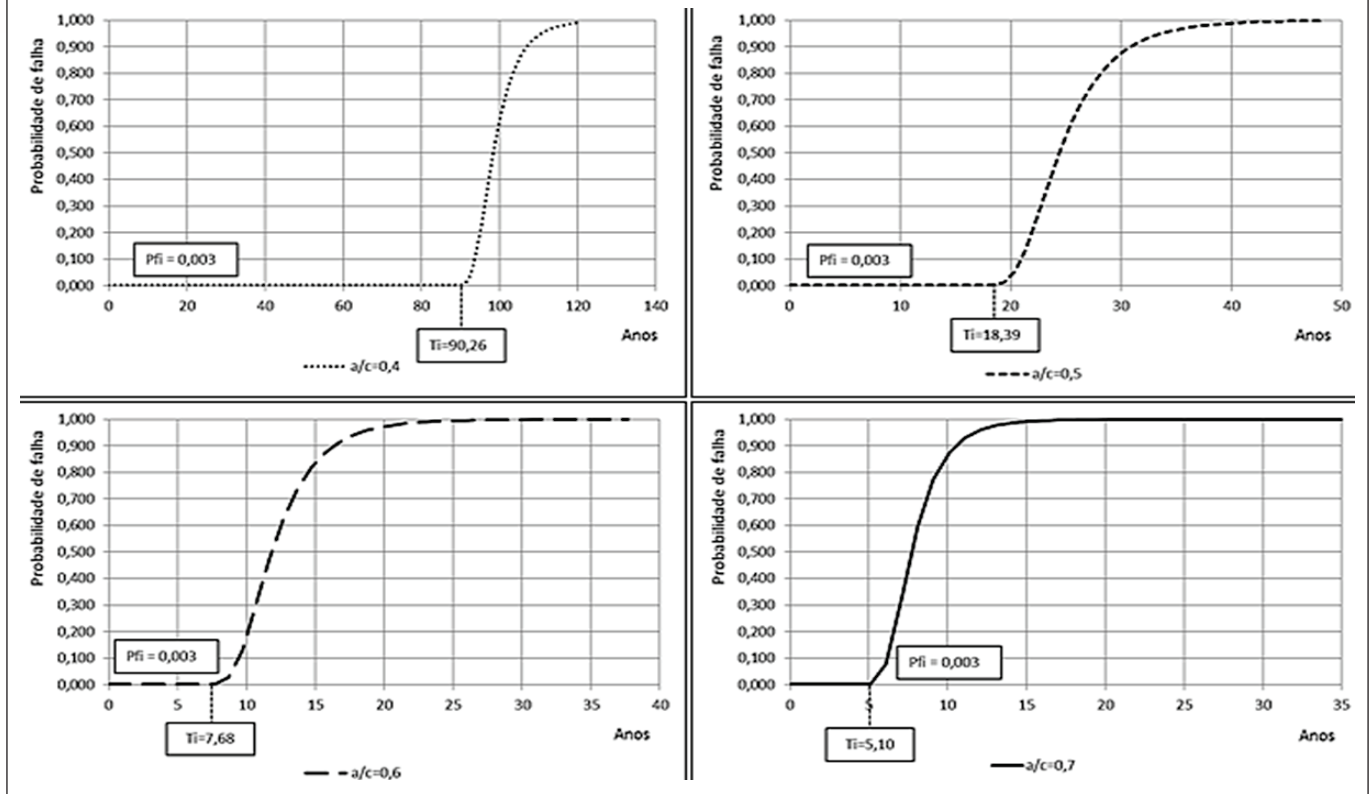 Probabilidade de falha
1,000
0,900
0,800
0,700
0,600
0,500
0,400
0,300
0,200
0,100
0,000
Pfi = 0,003
0 20 40 60 80 100 120 140
Ti=90,26
Anos
a/c=0,4
Probabilidade de falha
1,000
0,900
0,800
0,700
0,600
0,500
0,400
0,300
0,200
0,100
0,000
Pfi = 0,003
0 10 20 30 40 50
Ti=18,39
Anos
a/c=0,5
Probabilidade de falha
1,000
0,900
0,800
0,700
0,600
0,500
0,400
0,300
0,200
0,100
0,000
Pfi = 0,003
0 5 10 15 20 25 30 35 40
Ti=7,68
Anos
a/c=0,6
Probabilidade de falha
1,000
0,900
0,800
0,700
0,600
0,500
0,400
0,300
0,200
0,100
0,000
Pfi = 0,003
0 5 10 15 20 25 30 35
Ti=5,10
Anos
a/c=0,7